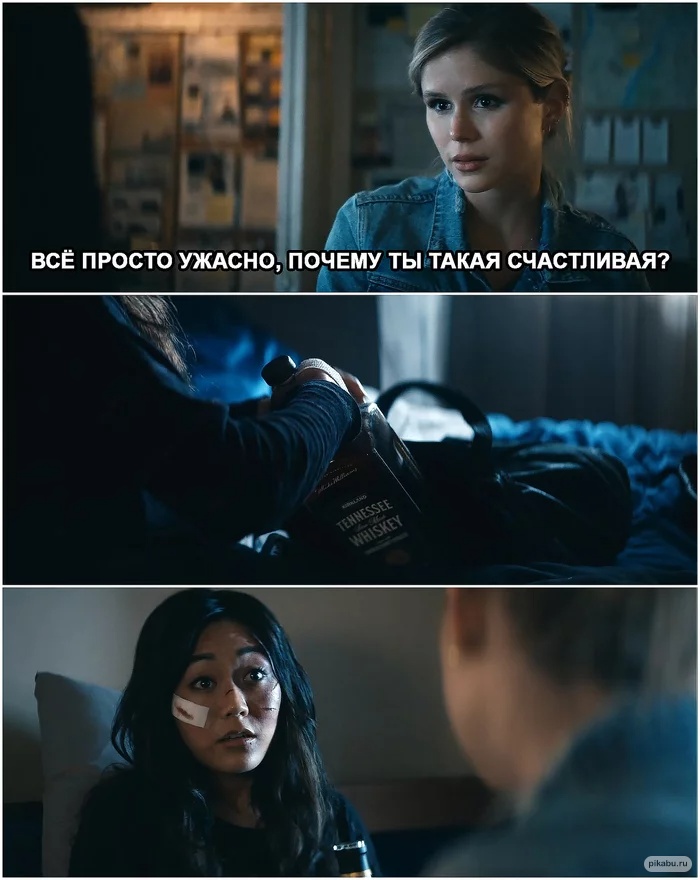 ВСЁ ПРОСТО УЖАСНО, ПОЧЕМУ ТЫ ТАКАЯ СЧАСТЛИВАЯ?
TENNESSEE
WHISKEY
pikabu.ru